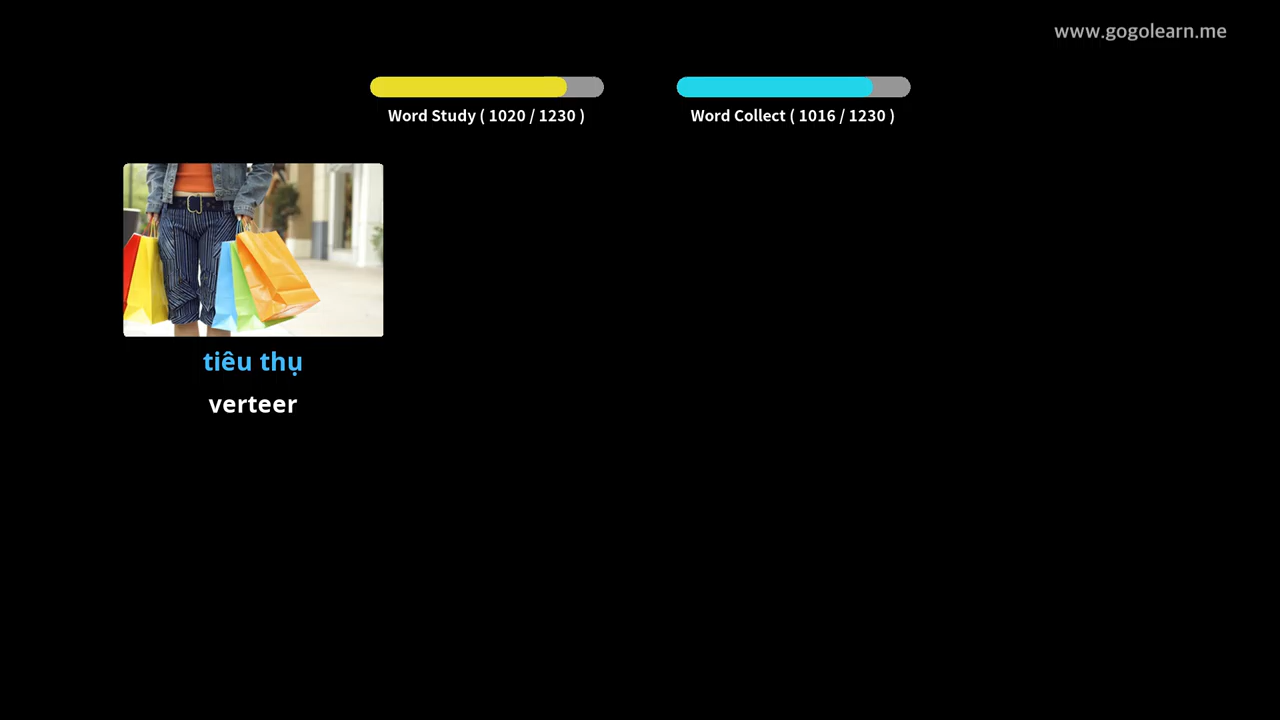 www.gogolearn.me
Word Study ( 1020 / 1230 )
Word Collect ( 1016 / 1230 )
tiêu thụ
verteer